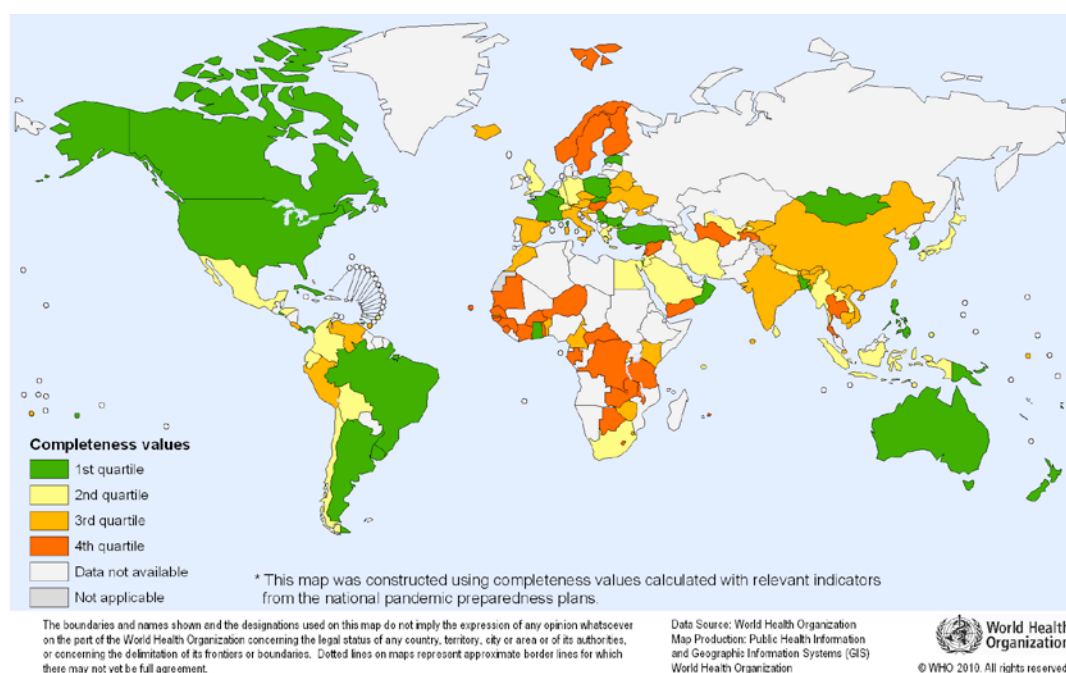 Completeness values
1st quartile
2nd quartile
3rd quartile
4th quartile
Data not available
Not applicable
* This map was constructed using completeness values calculated with relevant indicators
from the national pandemic preparedness plans.
The boundaries and names shown and the designations used on this map do not imply the expression of any opinion whatsoever
on the part of the World Health Organization concerning the legal status of any country, territory, city or area or of its authorities,
or concerning the delimitation of its frontiers or boundaries. Dotted lines on maps represent approximate border lines for which
there may not yet be full agreement.
Data Source: World Health Organization
Map Production: Public Health Information
and Geographic Information Systems (GIS)
World Health Organization
World Health
Organization
© WHO 2010. All rights reserved